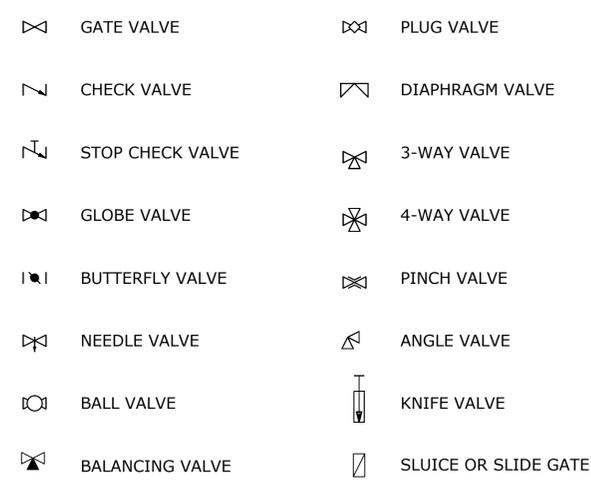 GATE VALVE
CHECK VALVE
STOP CHECK VALVE
GLOBE VALVE
BUTTERFLY VALVE
NEEDLE VALVE
BALL VALVE
BALANCING VALVE
PLUG VALVE
DIAPHRAGM VALVE
3-WAY VALVE
4-WAY VALVE
PINCH VALVE
ANGLE VALVE
KNIFE VALVE
SLUICE OR SLIDE GATE